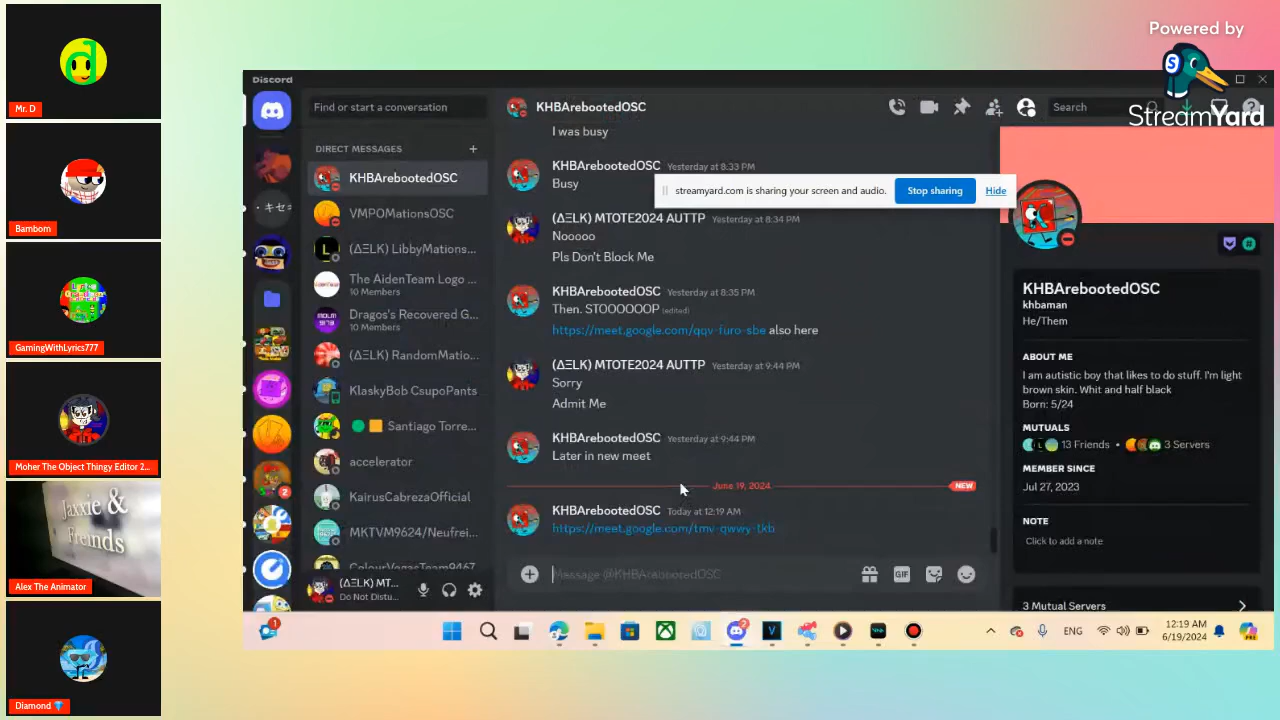 Mr. D
Bambom
GamingWithLyrics777
Moher The Object Thingy Editor 2...
Jaxxie &
Freinds
Alex The Animator
Diamond 💎
Powered by
StreamYard
Discord
Find or start a conversation
DIRECT MESSAGES
KHBArebootedOSC
VMPOMationsOSC
(ΔΞLK) LibbyMations...
The AidenTeam Logo ...
10 Members
Dragos's Recovered G...
10 Members
(ΔΞLK) RandomMatio...
KlaskyBob CsupoPants
Santiago Torre...
accelerator
KairusCabrezaOfficial
MKTVM9624/Neufrei...
ColourVegasTeam9467
(ΔΞLK) MT...
Do Not Distu...
KHBArebootedOSC
Search
I was busy
KHBArebootedOSC Yesterday at 8:33 PM
Busy
streamyard.com is sharing your screen and audio. Stop sharing Hide
(ΔΞLK) MTOTE2024 AUTTP Yesterday at 8:34 PM
Nooooo
Pls Don't Block Me
KHBArebootedOSC Yesterday at 8:35 PM
Then. STOOOOOOP (edited)
https://meet.google.com/qqv-furo-sbe also here
(ΔΞLK) MTOTE2024 AUTTP Yesterday at 9:44 PM
Sorry
Admit Me
KHBArebootedOSC Yesterday at 9:44 PM
Later in new meet
June 19, 2024 NEW
KHBArebootedOSC Today at 12:19 AM
https://meet.google.com/tmv-qwwy-tkb
Message @KHBArebootedOSC
GIF
KHBArebootedOSC
khbaman
He/Them
ABOUT ME
I am autistic boy that likes to do stuff. I'm light
brown skin. Whit and half black
Born: 5/24
MUTUALS
13 Friends • 3 Servers
MEMBER SINCE
Jul 27, 2023
NOTE
Click to add a note
3 Mutual Servers
ENG
12:19 AM
6/19/2024